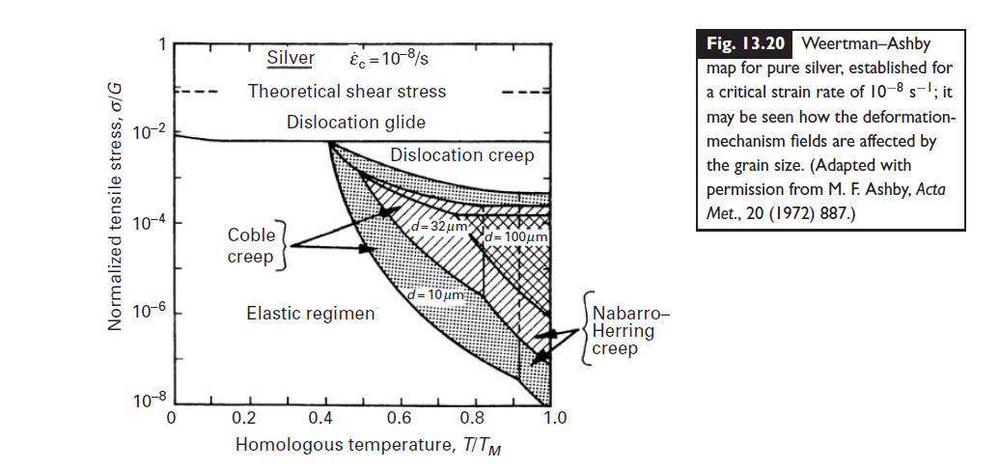 1
Silver ε̇c = 10–8/s
Theoretical shear stress
Dislocation glide
10–2
Dislocation creep
10–4
d = 32 μm
d = 100 μm
Coble
creep
d = 10 μm
10–6
Elastic regimen
Nabarro–
Herring
creep
10–8
0 0.2 0.4 0.6 0.8 1.0
Homologous temperature, T/TM
Normalized tensile stress, σ/G
Fig. 13.20 Weertman–Ashby
map for pure silver, established for
a critical strain rate of 10−8 s−1; it
may be seen how the deformation-
mechanism fields are affected by
the grain size. (Adapted with
permission from M. F. Ashby, Acta
Met., 20 (1972) 887.)